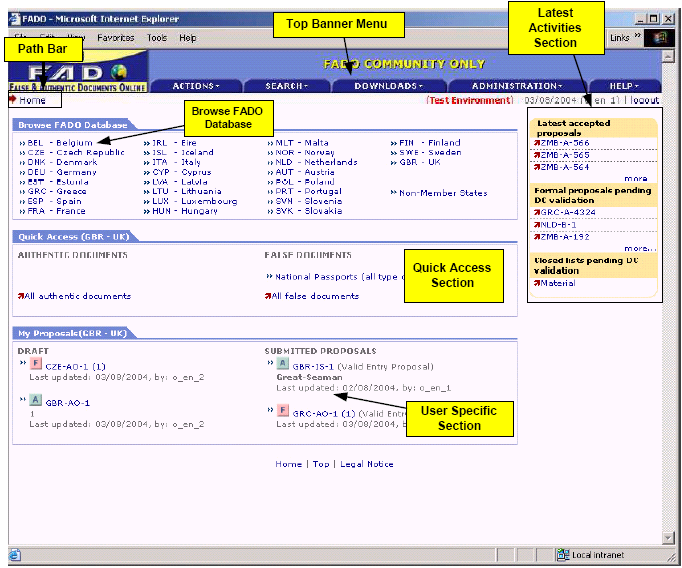 FADO - Microsoft Internet Explorer
Favorites Tools Help
Links »
Path Bar
Top Banner Menu
Latest
Activities
Section
FADO COMMUNITY ONLY
FADO
FALSE & AUTHENTIC DOCUMENTS ONLINE
ACTIONS SEARCH DOWNLOADS ADMINISTRATION HELP
Home
(Test Environment) 03/08/2004 en 1) | logout
Browse FADO Database
Browse FADO
Database
» BEL - Belgium
» CZE - Czech Republic
» DNK - Denmark
» DEU - Germany
» EST - Estonia
» GRC - Greece
» ESP - Spain
» FRA - France
» IRL - Eire
» ISL - Iceland
» ITA - Italy
» CYP - Cyprus
» LVA - Latvia
» LTU - Lithuania
» LUX - Luxembourg
» HUN - Hungary
» MLT - Malta
» NOR - Norway
» NLD - Netherlands
» AUT - Austria
» POL - Poland
» PRT - Portugal
» SVN - Slovenia
» SVK - Slovakia
» FIN - Finland
» SWE - Sweden
» GBR - UK
» Non-Member States
Latest accepted
proposals
ZMB-A-566
ZMB-A-565
ZMB-A-564
more...
Formal proposals pending
DC validation
GRC-A-4324
NLD-B-1
ZMB-A-192
more...
Closed lists pending DC
validation
Material
Quick Access (GBR - UK)
AUTHENTIC DOCUMENTS
All authentic documents
FALSE DOCUMENTS
» National Passports (all type
All false documents
Quick Access
Section
My Proposals(GBR - UK)
DRAFT
» F CZE-AO-1 (1)
Last updated: 03/08/2004, by: o_en_2
» A GBR-AO-1
1
Last updated: 03/08/2004, by: o_en_2
SUBMITTED PROPOSALS
» A GBR-IS-1 (Valid Entry Proposal)
Great-Seaman
Last updated: 02/08/2004, by: o_en_1
» F GRC-AO-1 (1) (Valid Entry
Last updated: 03/08/2004
User Specific
Section
Home | Top | Legal Notice
Local intranet